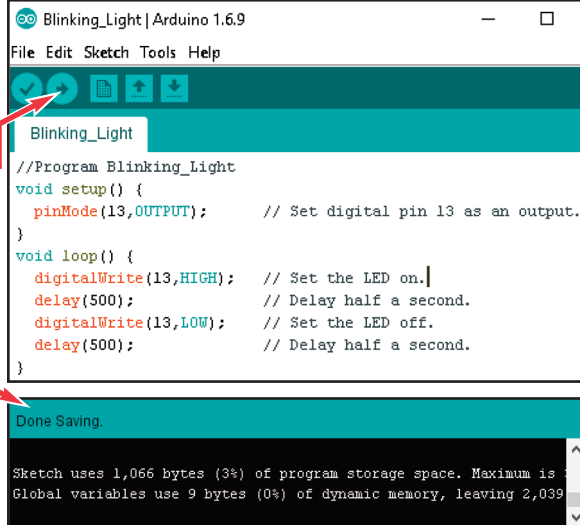 Blinking_Light | Arduino 1.6.9
File Edit Sketch Tools Help
Blinking_Light
//Program Blinking_Light
void setup() {
pinMode(13,OUTPUT); // Set digital pin 13 as an output.
}
void loop() {
digitalWrite(13,HIGH); // Set the LED on.
delay(500); // Delay half a second.
digitalWrite(13,LOW); // Set the LED off.
delay(500); // Delay half a second.
}
Done Saving.
Sketch uses 1,066 bytes (3%) of program storage space. Maximum is
Global variables use 9 bytes (0%) of dynamic memory, leaving 2,039